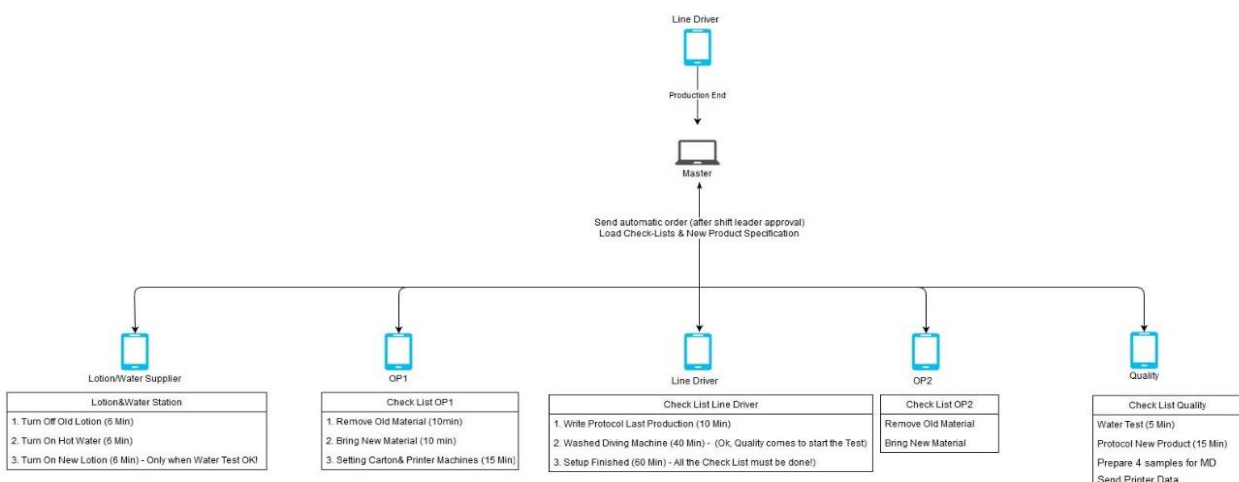 Line Driver
Production End
Master
Send automatic order (after shift leader approval)
Load Check-Lists & New Product Specification
Lotion/Water Supplier
Lotion&Water Station
1. Turn Off Old Lotion (6 Min)
2. Turn On Hot Water (6 Min)
3. Turn On New Lotion (6 Min) - Only when Water Test OK!
OP1
Check List OP1
1. Remove Old Material (10min)
2. Bring New Material (10 min)
3. Setting Carton& Printer Machines (15 Min)
Line Driver
Check List Line Driver
1. Write Protocol Last Production (10 Min)
2. Washed Diving Machine (40 Min) - (Ok, Quality comes to start the Test)
3. Setup Finished (60 Min) - All the Check List must be done!)
OP2
Check List OP2
Remove Old Material
Bring New Material
Quality
Check List Quality
Water Test (5 Min)
Protocol New Product (15 Min)
Prepare 4 samples for MD
Send Printer Data